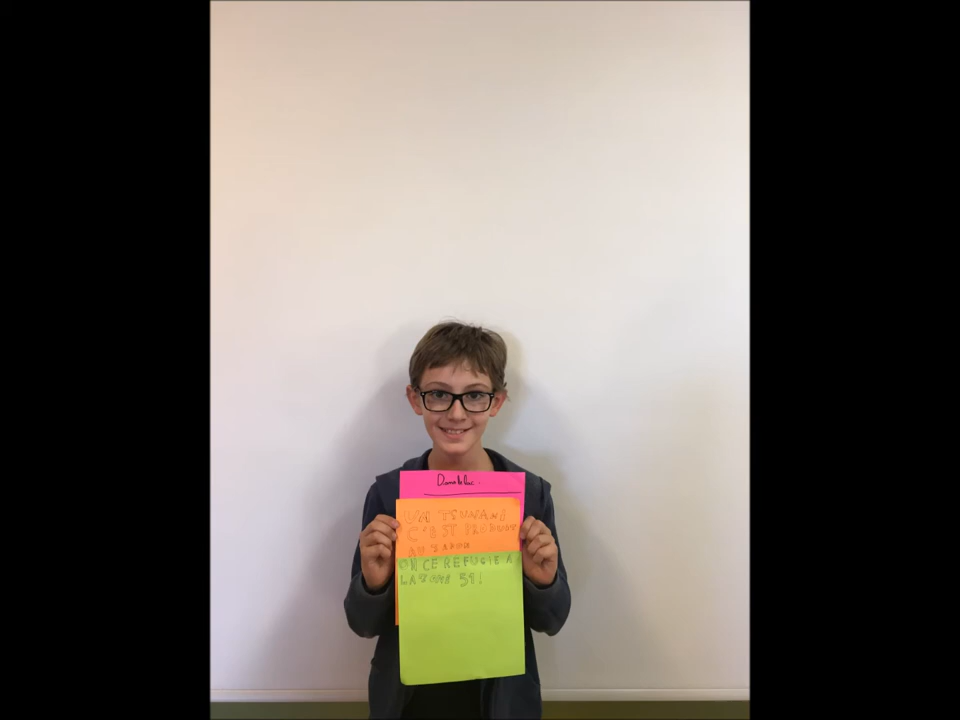 UN TSUNAMI
C'EST PRODUIT
AU JAPON
ON CE REFUGIE A
LA ZONE 51!